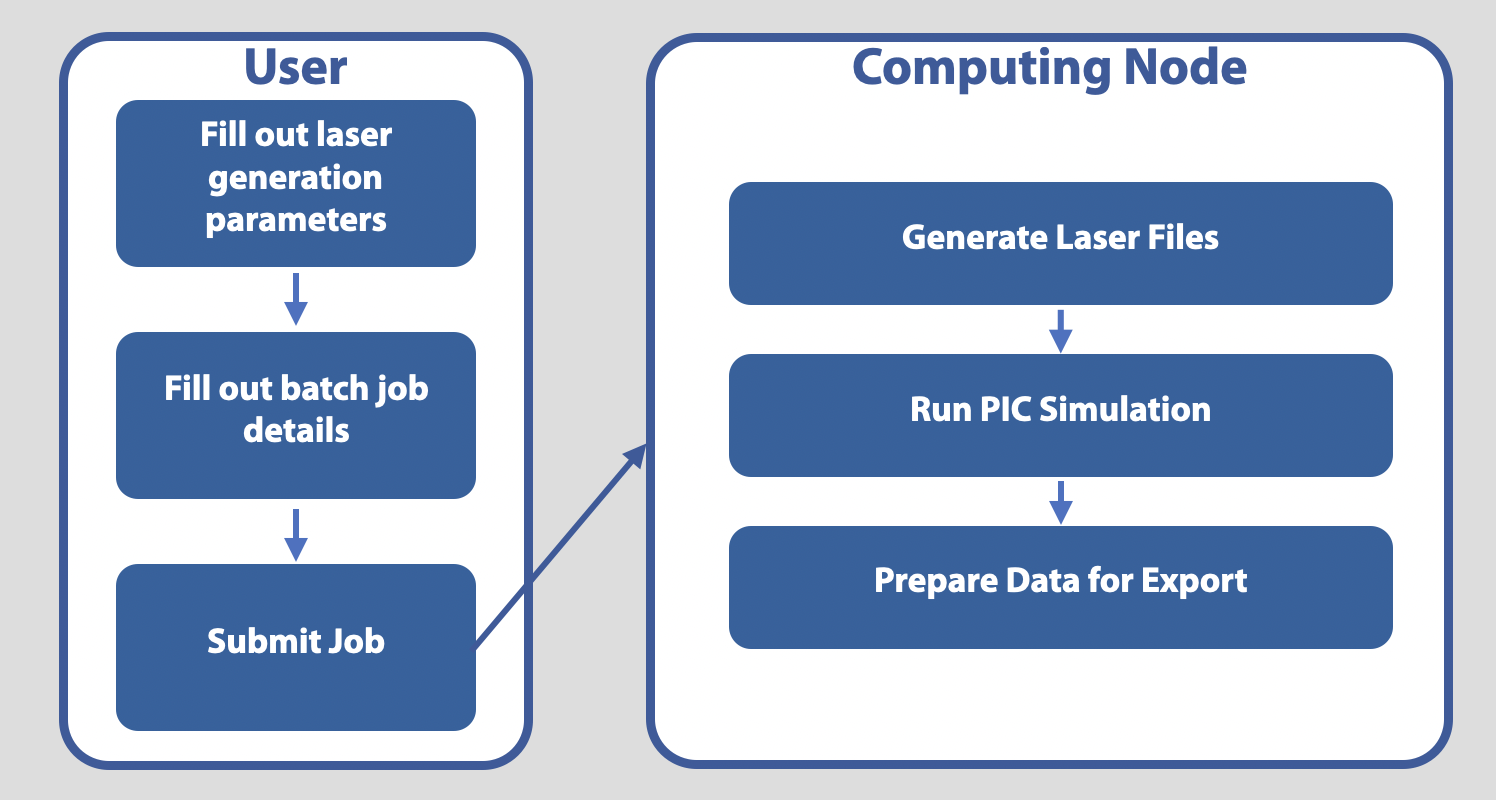 User
Fill out laser
generation
parameters
Fill out batch job
details
Submit Job
Computing Node
Generate Laser Files
Run PIC Simulation
Prepare Data for Export